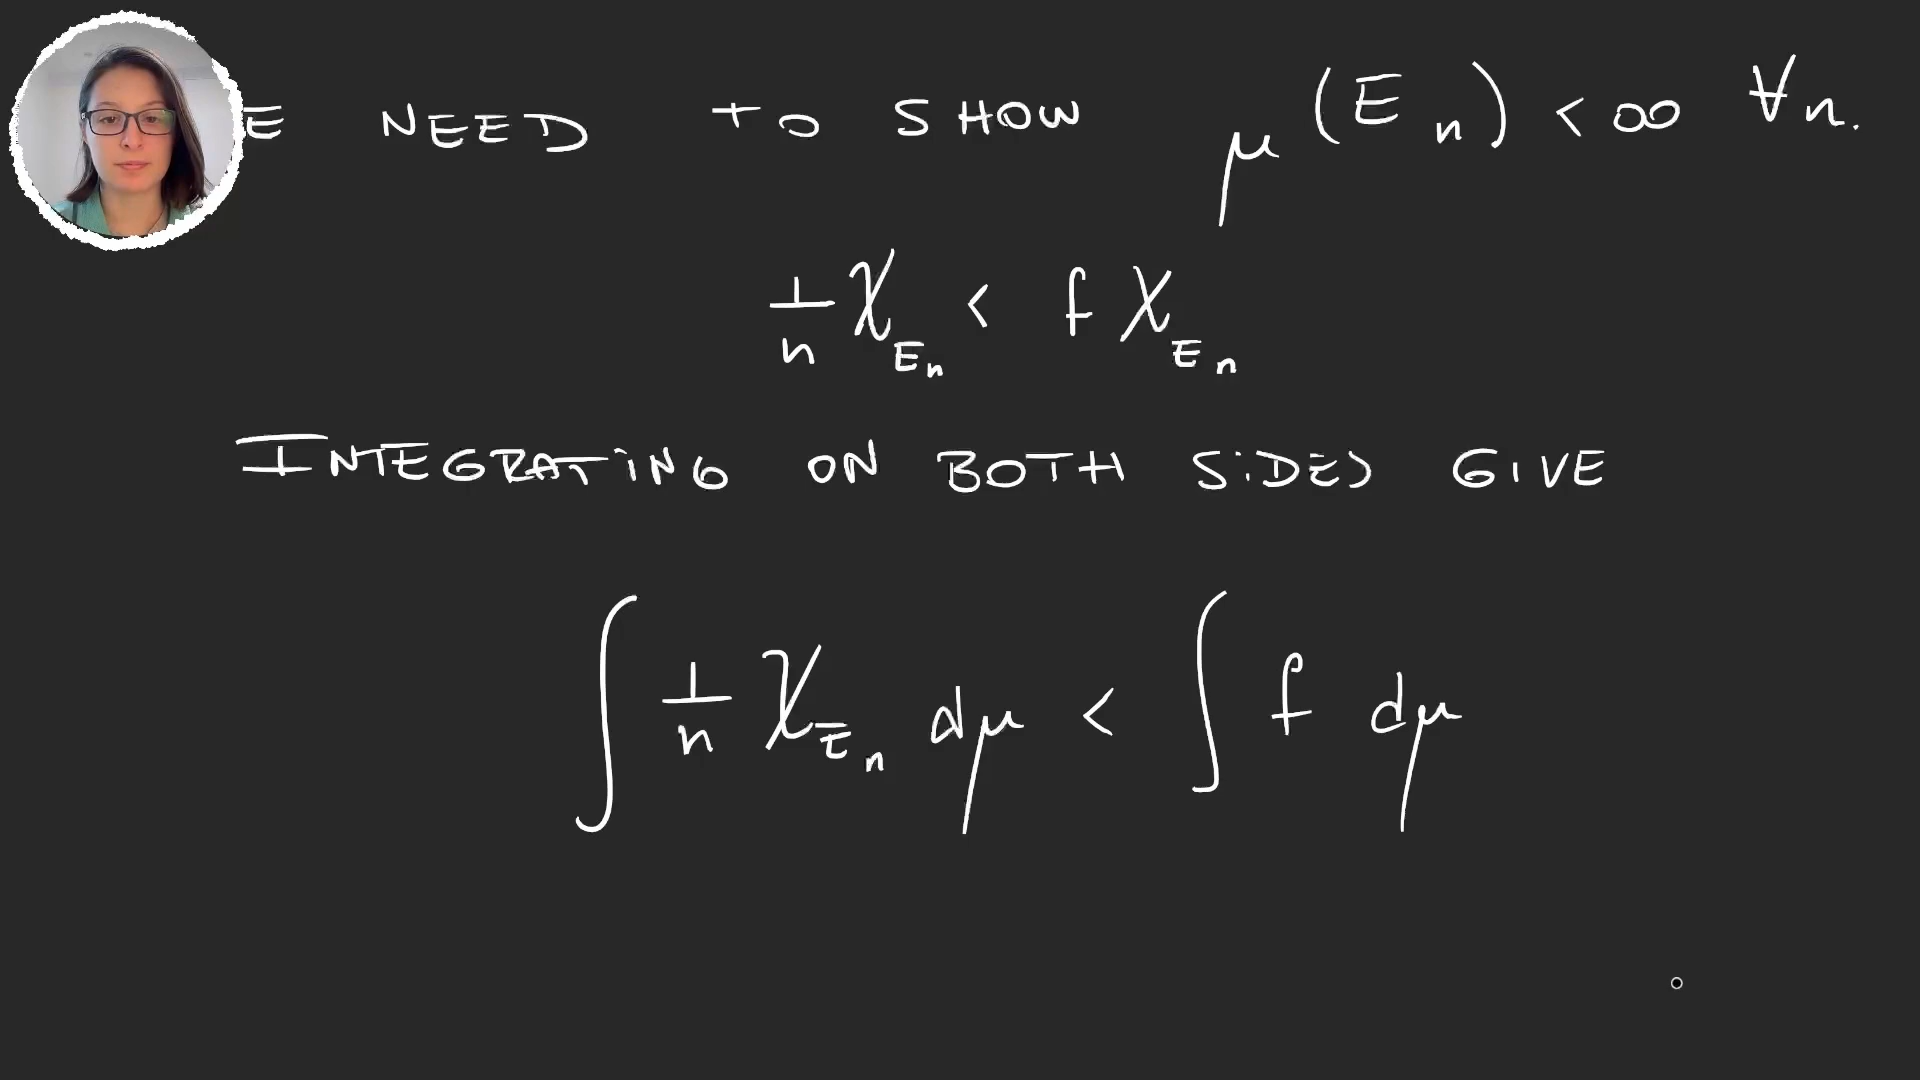 E NEED TO SHOW μ(E_n) < ∞ ∀n.
1/n χ_{E_n} < f χ_{E_n}
INTEGRATING ON BOTH SIDES GIVE
∫ 1/n χ_{E_n} dμ < ∫ f dμ